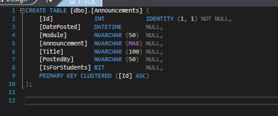 Design
T-SQL
1 CREATE TABLE [dbo].[Announcements] (
2 [Id] INT IDENTITY (1, 1) NOT NULL,
3 [DatePosted] DATETIME NULL,
4 [Module] NVARCHAR (50) NULL,
5 [Announcement] NVARCHAR (MAX) NULL,
6 [Title] NVARCHAR (100) NULL,
7 [PostedBy] NVARCHAR (50) NULL,
8 [IsForStudents] BIT NULL,
9 PRIMARY KEY CLUSTERED ([Id] ASC)
10 );
11
12